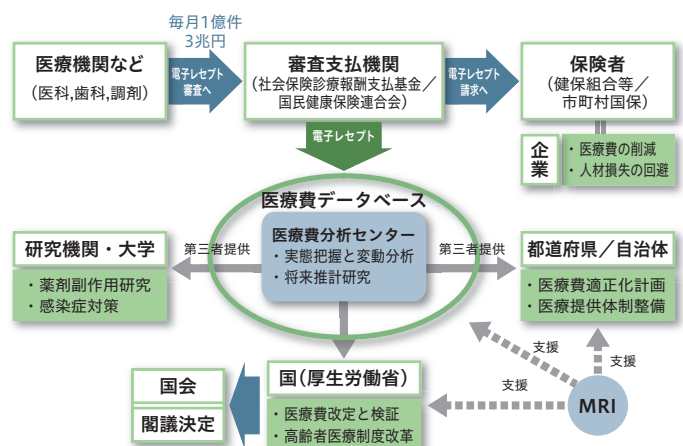 毎月1億件
3兆円
医療機関など
(医科,歯科,調剤)
電子レセプト
審査へ
審査支払機関
(社会保険診療報酬支払基金／
国民健康保険連合会)
電子レセプト
請求へ
保険者
(健保組合等／
市町村国保)
電子レセプト
企業
・医療費の削減
・人材損失の回避
医療費データベース
医療費分析センター
・実態把握と変動分析
・将来推計研究
研究機関・大学
・薬剤副作用研究
・感染症対策
第三者提供
第三者提供
都道府県／自治体
・医療費適正化計画
・医療提供体制整備
国会
閣議決定
国(厚生労働省)
・医療費改定と検証
・高齢者医療制度改革
支援
支援
支援
MRI